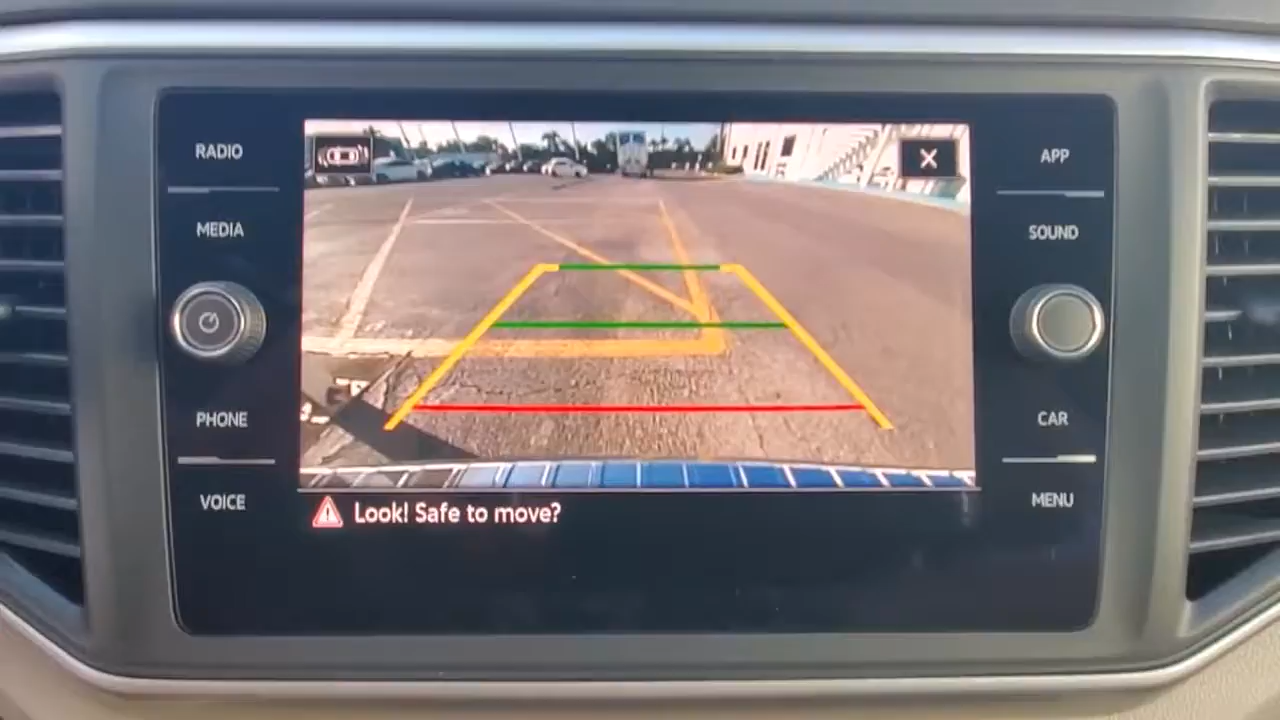 RADIO
MEDIA
PHONE
VOICE
Look! Safe to move?
APP
SOUND
CAR
MENU